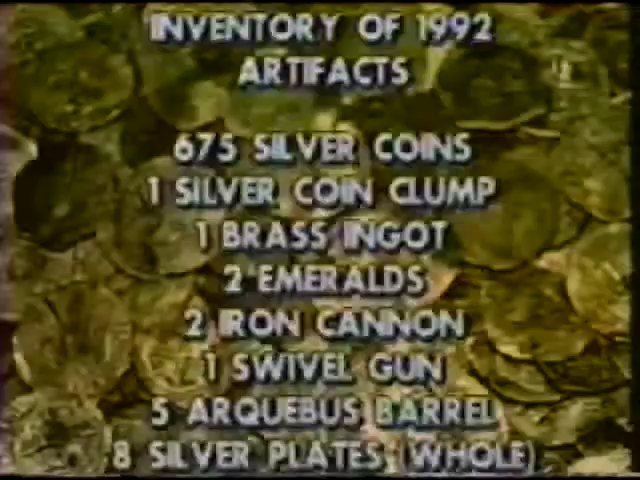 INVENTORY OF 1992
ARTIFACTS
675 SILVER COINS
1 SILVER COIN CLUMP
1 BRASS INGOT
2 EMERALDS
2 IRON CANNON
1 SWIVEL GUN
5 ARQUEBUS BARREL
8 SILVER PLATES (WHOLE)